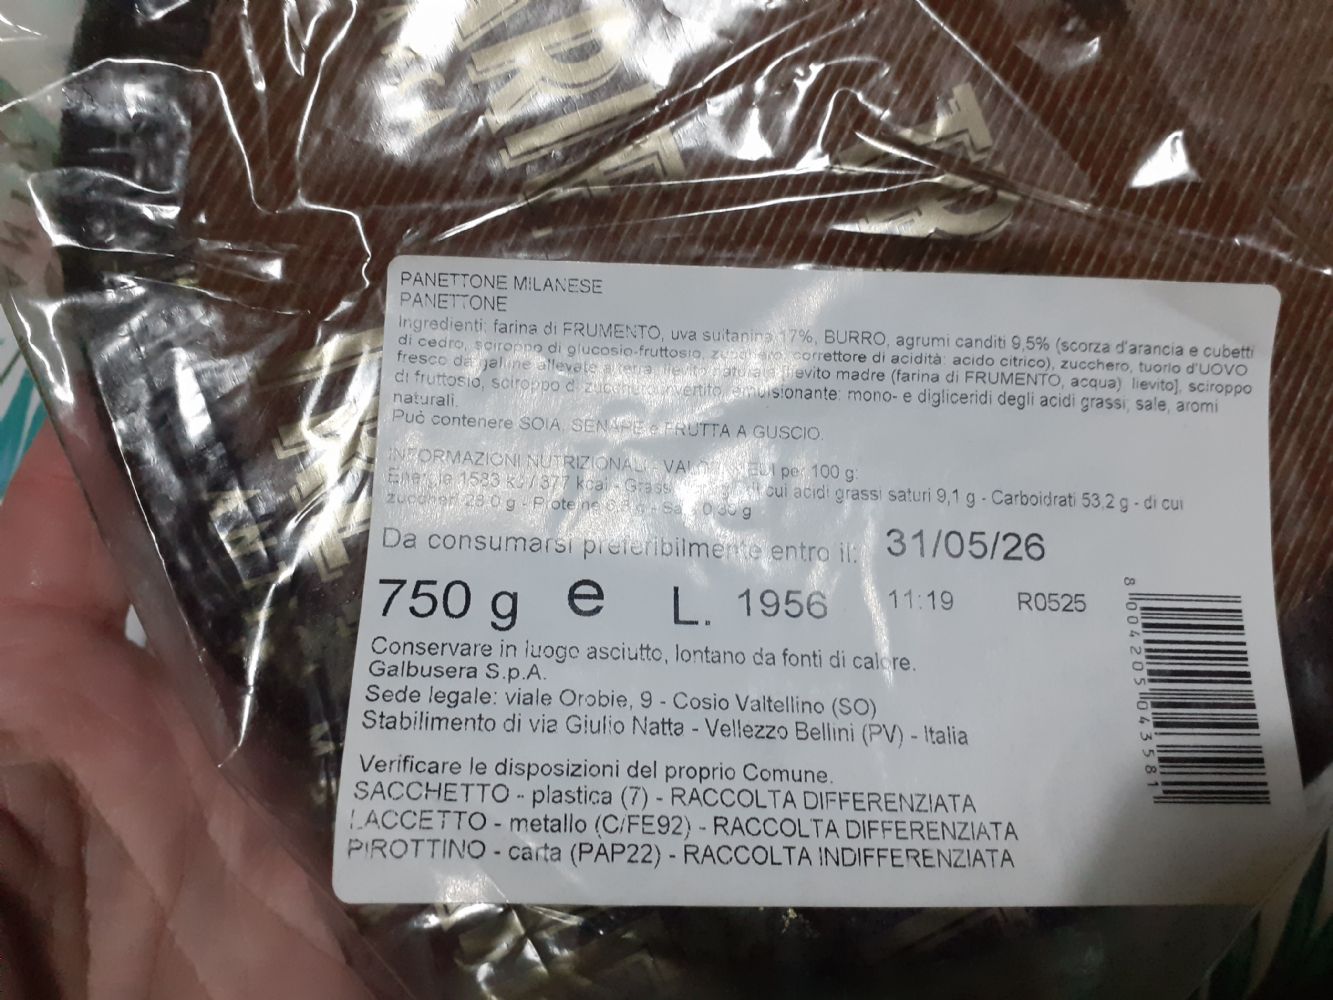 PANETTONE MILANESE
PANETTONE
Ingredienti: farina di FRUMENTO, uva sultanina 17%, BURRO, agrumi canditi 9,5% (scorza d'arancia e cubetti
di cedro, sciroppo di glucosio-fruttosio, zucchero, correttore di acidità: acido citrico), zucchero, tuorlo d'UOVO
fresco da galline allevate a terra, lievito naturale [lievito madre (farina di FRUMENTO, acqua) lievito], sciroppo
di fruttosio, sciroppo di zucchero invertito, emulsionante: mono- e digliceridi degli acidi grassi, sale, aromi
naturali.
Può contenere SOIA, SENAPE e FRUTTA A GUSCIO.
INFORMAZIONI NUTRIZIONALI - VALORI MEDI per 100 g:
Energie 1583 kJ / 377 kcal - Grassi di cui acidi grassi saturi 9,1 g - Carboidrati 53,2 g - di cui
zuccheri 28,0 g - Proteine - Sale g
Da consumarsi preferibilmente entro il: 31/05/26
750 g e L. 1956 11:19 R0525
Conservare in luogo asciutto, lontano da fonti di calore.
Galbusera S.p.A.
Sede legale: viale Orobie, 9 - Cosio Valtellino (SO)
Stabilimento di via Giulio Natta - Vellezzo Bellini (PV) - Italia
Verificare le disposizioni del proprio Comune.
SACCHETTO - plastica (7) - RACCOLTA DIFFERENZIATA
LACCETTO - metallo (C/FE92) - RACCOLTA DIFFERENZIATA
PIROTTINO - carta (PAP22) - RACCOLTA INDIFFERENZIATA
8 004205 043581